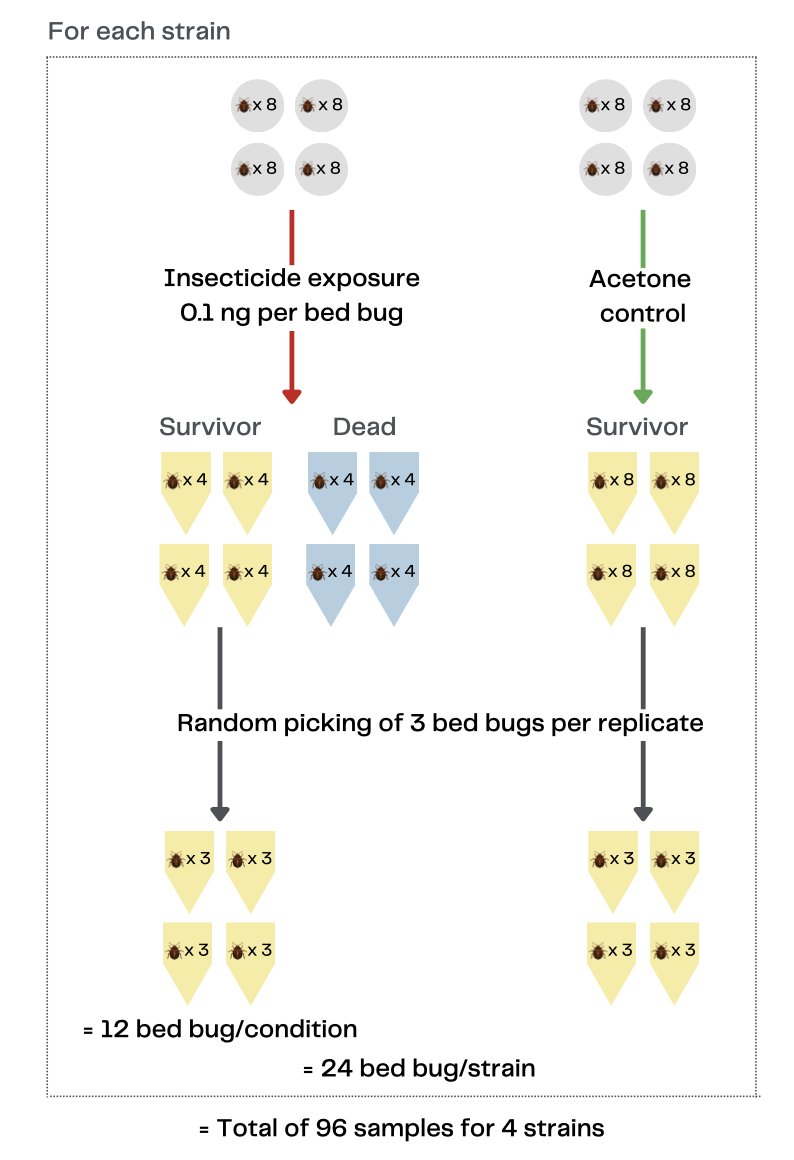 For each strain
x 8 x 8 x 8 x 8
x 8 x 8 x 8 x 8
Insecticide exposure
0.1 ng per bed bug
Acetone
control
Survivor Dead Survivor
x 4 x 4 x 4 x 4 x 8 x 8
x 4 x 4 x 4 x 4 x 8 x 8
Random picking of 3 bed bugs per replicate
x 3 x 3 x 3 x 3
x 3 x 3 x 3 x 3
= 12 bed bug/condition
= 24 bed bug/strain
= Total of 96 samples for 4 strains